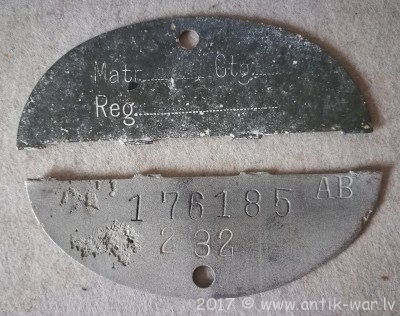 Matr.......... Ctg.....
Reg...........................
176185 AB
232
2017 © www.antik-war.lv